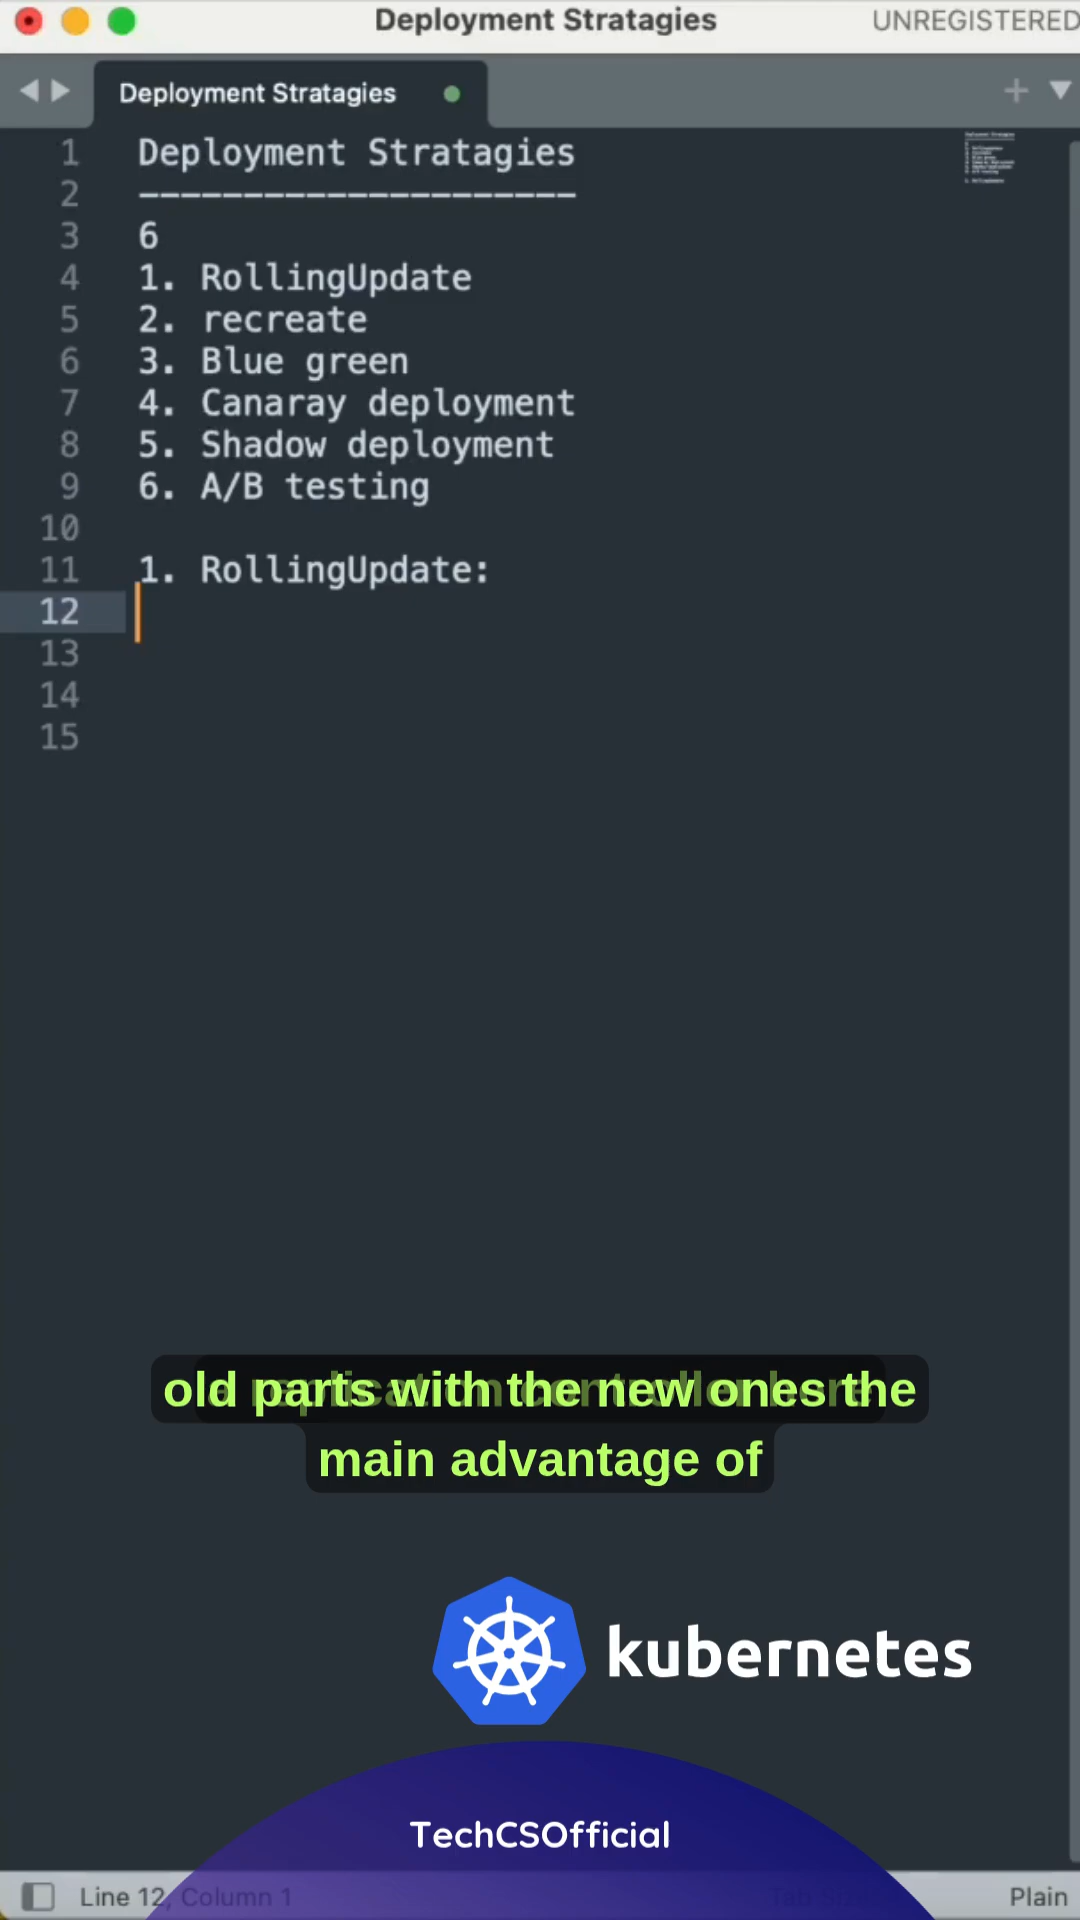 Deployment Stratagies
UNREGISTERED
Deployment Stratagies
1 Deployment Stratagies
2 ---------------------
3 6
4 1. RollingUpdate
5 2. recreate
6 3. Blue green
7 4. Canaray deployment
8 5. Shadow deployment
9 6. A/B testing
10
11 1. RollingUpdate:
12
13
14
15
old parts with the new ones the
main advantage of
kubernetes
TechCSOfficial
Line 12, Column 1
Plain